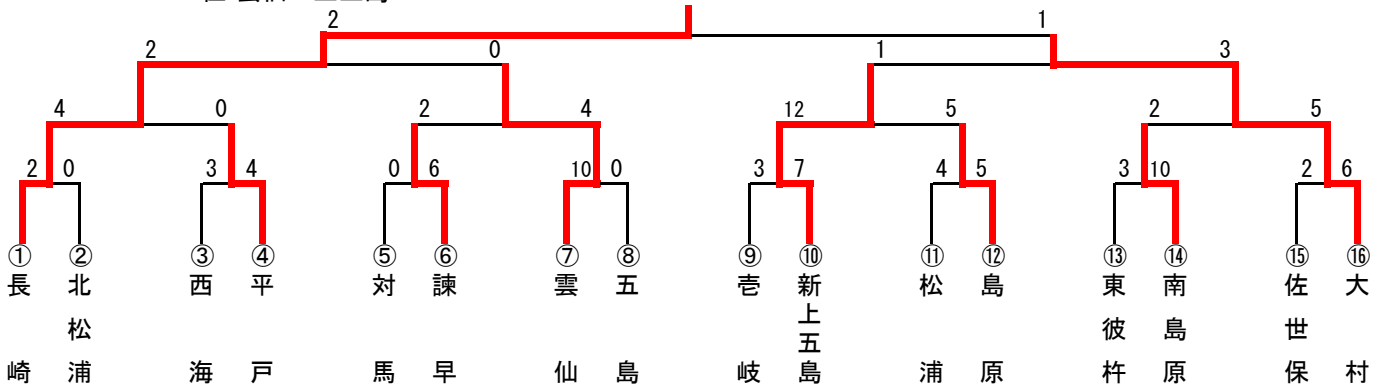 2 1
2 0 1 3
4 0 2 4 12 5 2 5
2 0 3 4 0 6 10 0 3 7 4 5 3 10 2 6
① ② ③ ④ ⑤ ⑥ ⑦ ⑧ ⑨ ⑩ ⑪ ⑫ ⑬ ⑭ ⑮ ⑯
長崎
北松浦
西海
平戸
対馬
諫早
雲仙
五島
壱岐
新上五島
松浦
島原
東彼杵
南島原
佐世保
大村